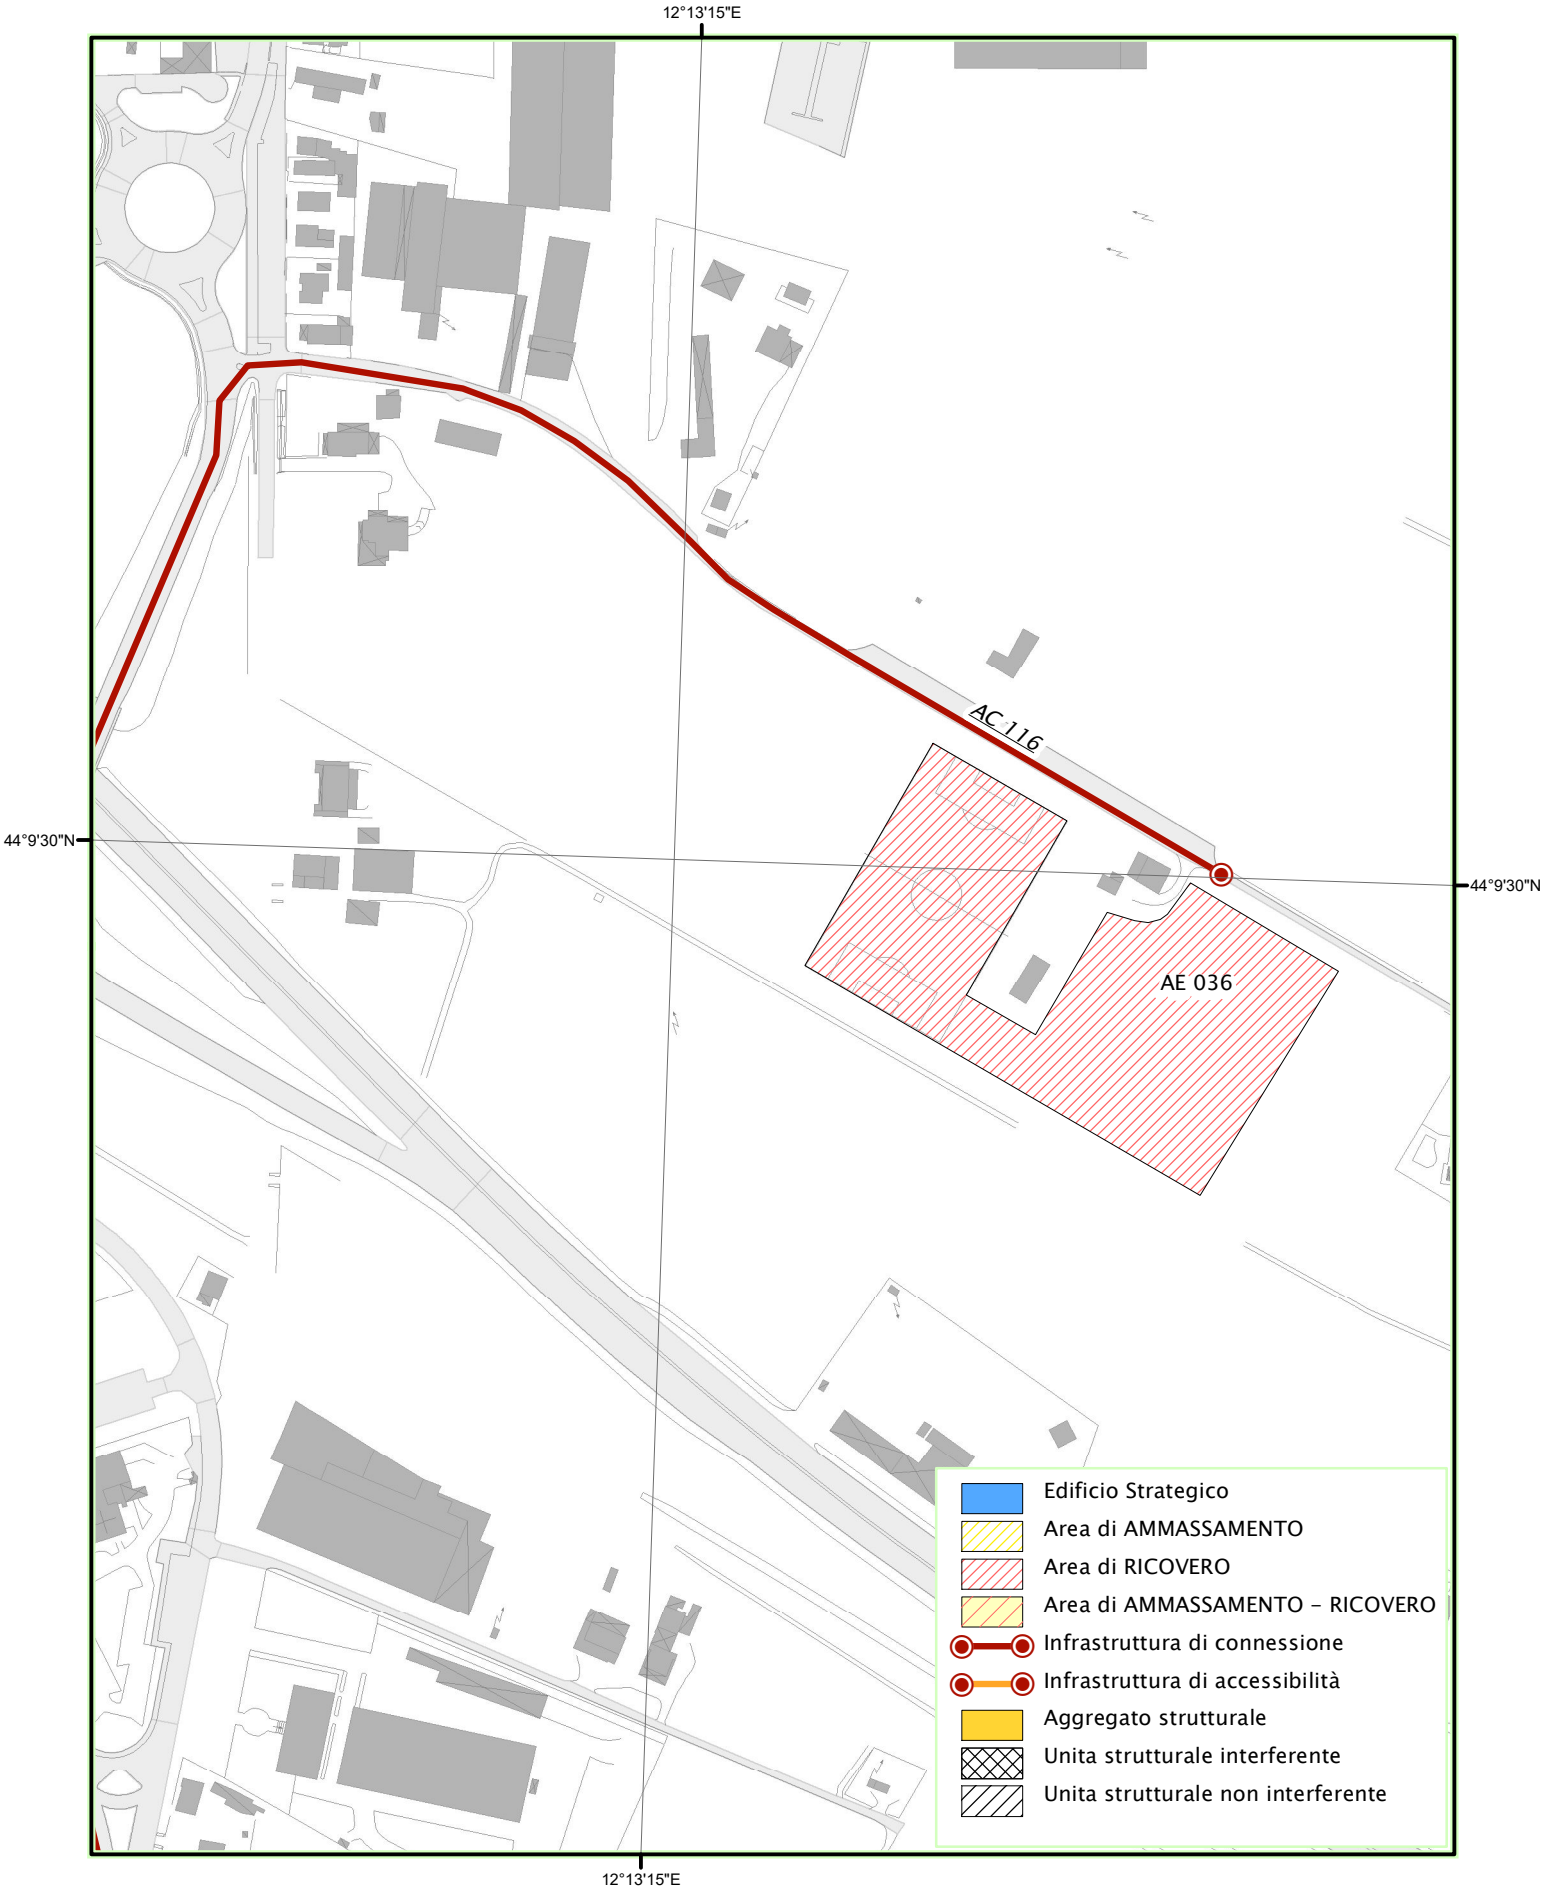 12°13'15"E
AC 116
44°9'30"N
44°9'30"N
AE 036
Edificio Strategico
Area di AMMASSAMENTO
Area di RICOVERO
Area di AMMASSAMENTO - RICOVERO
Infrastruttura di connessione
Infrastruttura di accessibilità
Aggregato strutturale
Unita strutturale interferente
Unita strutturale non interferente
12°13'15"E